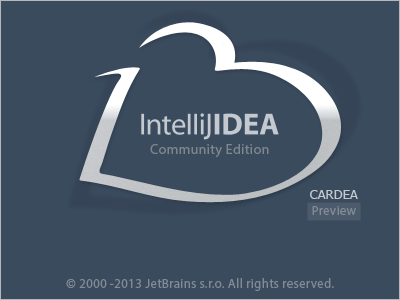 IntelliJIDEA
Community Edition
CARDEA
Preview
© 2000 -2013 JetBrains s.r.o. All rights reserved.